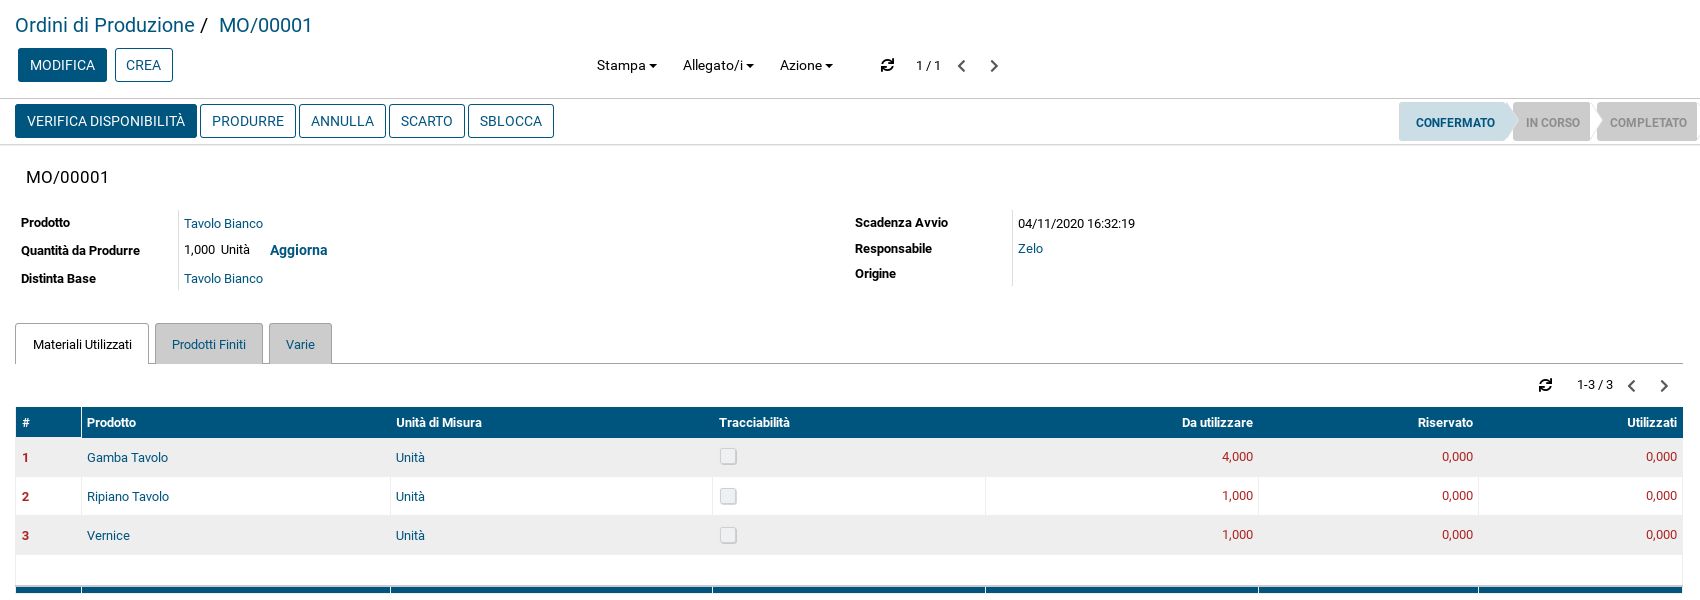 Ordini di Produzione / MO/00001
MODIFICA CREA Stampa Allegato/i Azione 1 / 1
VERIFICA DISPONIBILITÀ PRODURRE ANNULLA SCARTO SBLOCCA CONFERMATO IN CORSO COMPLETATO
MO/00001
Prodotto Tavolo Bianco Scadenza Avvio 04/11/2020 16:32:19
Quantità da Produrre 1,000 Unità Aggiorna Responsabile Zelo
Distinta Base Tavolo Bianco Origine
Materiali Utilizzati Prodotti Finiti Varie
1-3 / 3
# Prodotto Unità di Misura Tracciabilità Da utilizzare Riservato Utilizzati
1 Gamba Tavolo Unità 4,000 0,000 0,000
2 Ripiano Tavolo Unità 1,000 0,000 0,000
3 Vernice Unità 1,000 0,000 0,000